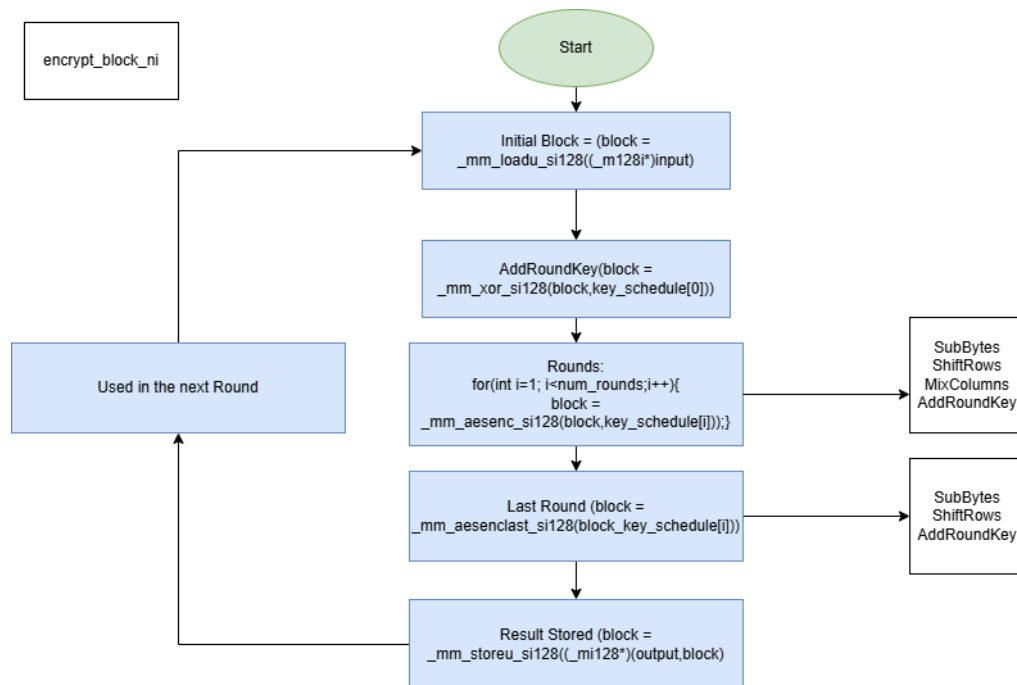 encrypt_block_ni
Start
Initial Block = (block =
_mm_loadu_si128((_m128i*)input)
AddRoundKey(block =
_mm_xor_si128(block,key_schedule[0]))
Rounds:
for(int i=1; i<num_rounds;i++){
block =
_mm_aesenc_si128(block,key_schedule[i]));}
SubBytes
ShiftRows
MixColumns
AddRoundKey
Used in the next Round
Last Round (block =
_mm_aesenclast_si128(block_key_schedule[i]))
SubBytes
ShiftRows
AddRoundKey
Result Stored (block =
_mm_storeu_si128((_mi128*)(output,block)